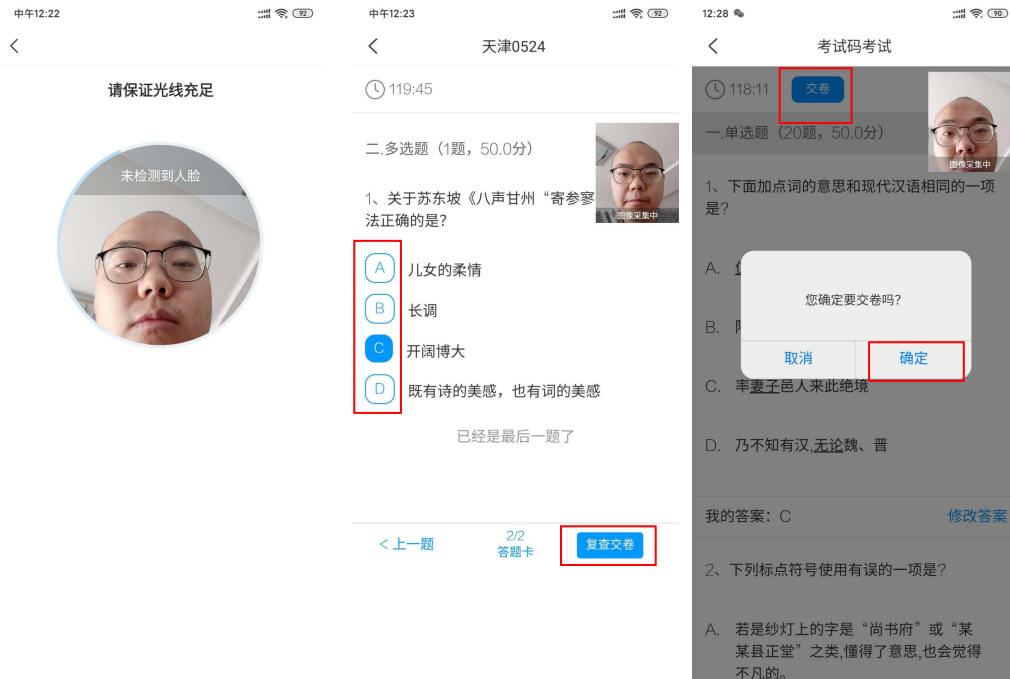 中午12:22
92
请保证光线充足
未检测到人脸
中午12:23
92
天津0524
119:45
二.多选题（1题，50.0分）
1、关于苏东坡《八声甘州“寄参寥
法正确的是?
图像采集中
A 儿女的柔情
B 长调
C 开阔博大
D 既有诗的美感，也有词的美感
已经是最后一题了
< 上一题
2/2
答题卡
复查交卷
12:28
90
考试码考试
118:11
交卷
一.单选题（20题，50.0分）
图像采集中
1、下面加点词的意思和现代汉语相同的一项
是?
A.
您确定要交卷吗?
B.
取消
确定
C. 率妻子邑人来此绝境
D. 乃不知有汉,无论魏、晋
我的答案：C
修改答案
2、下列标点符号使用有误的一项是?
A. 若是纱灯上的字是“尚书府”或“某
某县正堂”之类,懂得了意思,也会觉得
不凡的。